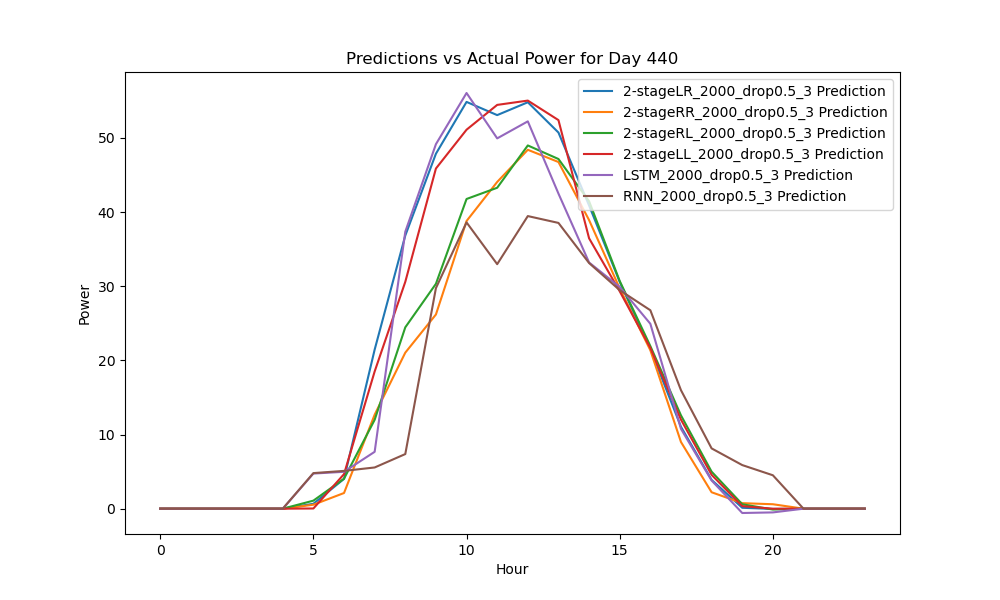 Predictions vs Actual Power for Day 440
2-stageLR_2000_drop0.5_3 Prediction
2-stageRR_2000_drop0.5_3 Prediction
2-stageRL_2000_drop0.5_3 Prediction
2-stageLL_2000_drop0.5_3 Prediction
LSTM_2000_drop0.5_3 Prediction
RNN_2000_drop0.5_3 Prediction
Power
50
40
30
20
10
0
0 5 10 15 20
Hour